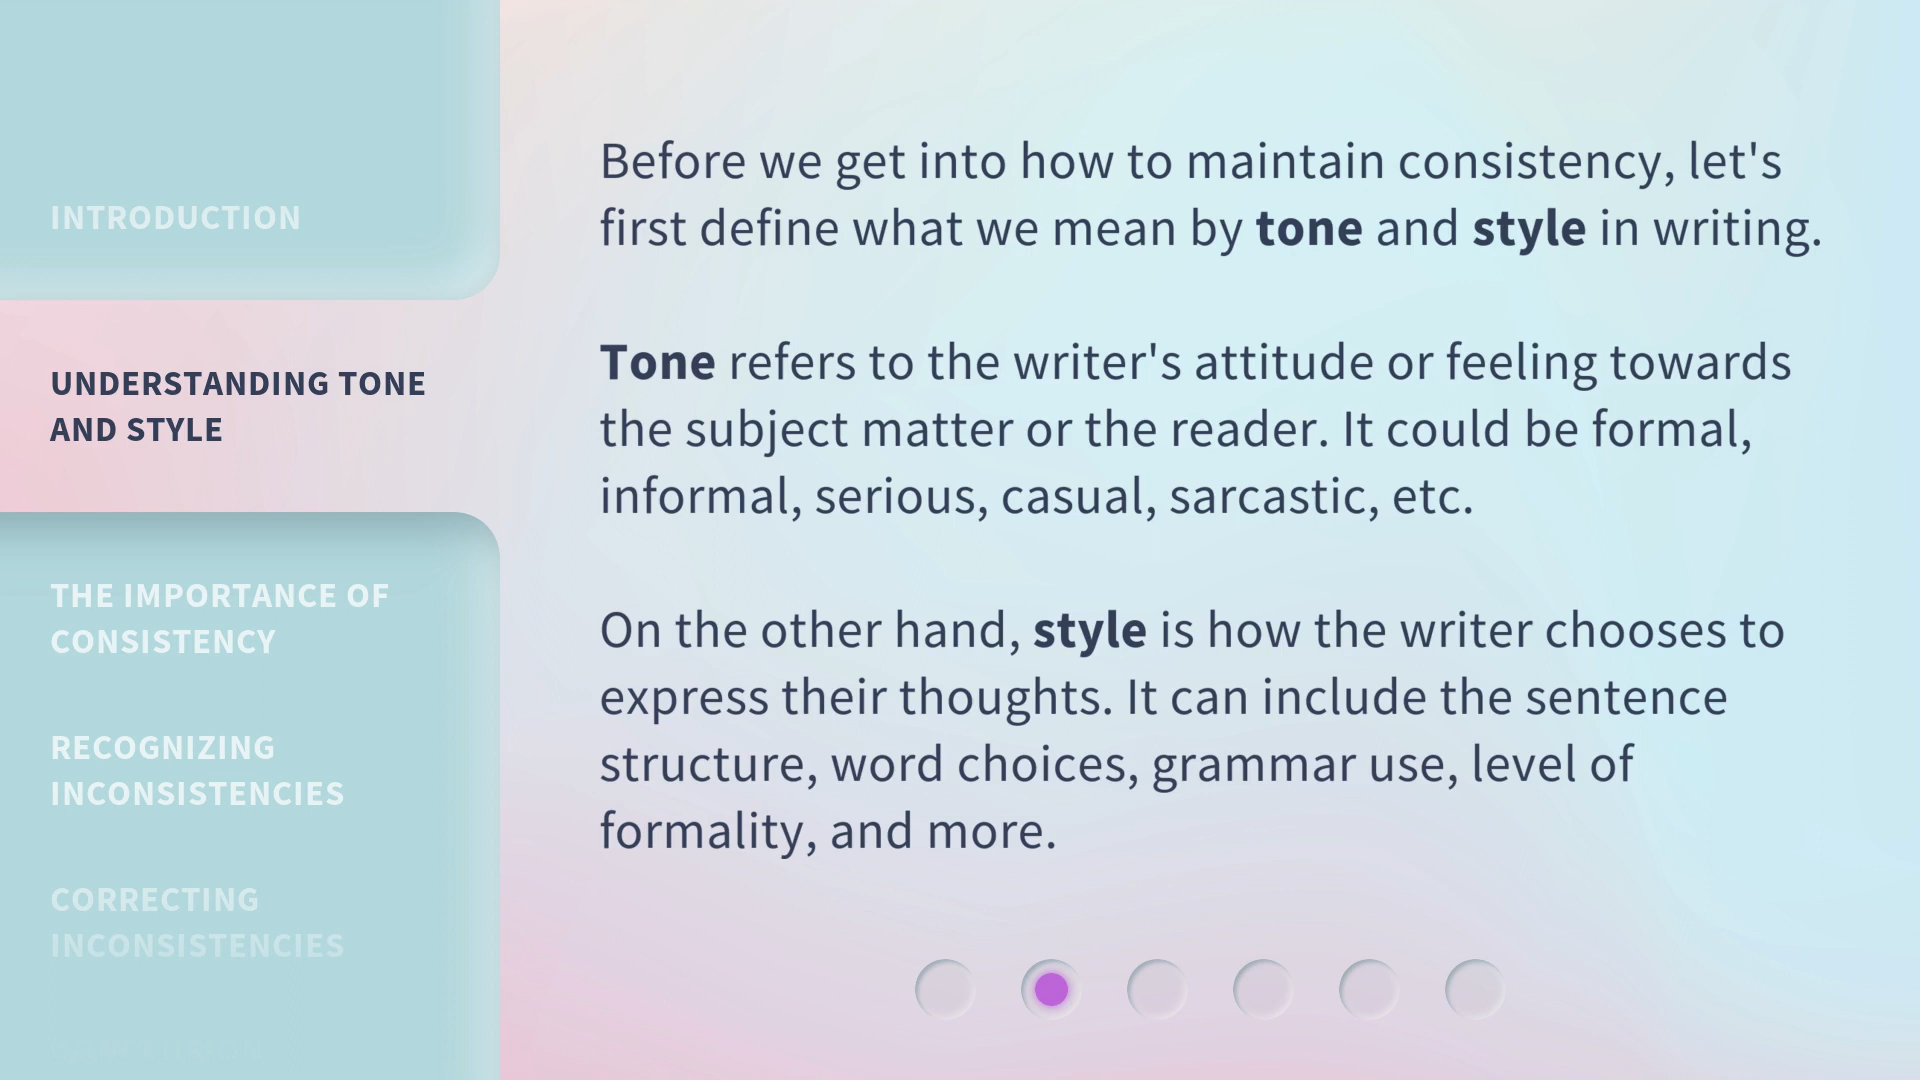 INTRODUCTION
UNDERSTANDING TONE
AND STYLE
THE IMPORTANCE OF
CONSISTENCY
RECOGNIZING
INCONSISTENCIES
CORRECTING
INCONSISTENCIES
Before we get into how to maintain consistency, let's
first define what we mean by tone and style in writing.
Tone refers to the writer's attitude or feeling towards
the subject matter or the reader. It could be formal,
informal, serious, casual, sarcastic, etc.
On the other hand, style is how the writer chooses to
express their thoughts. It can include the sentence
structure, word choices, grammar use, level of
formality, and more.